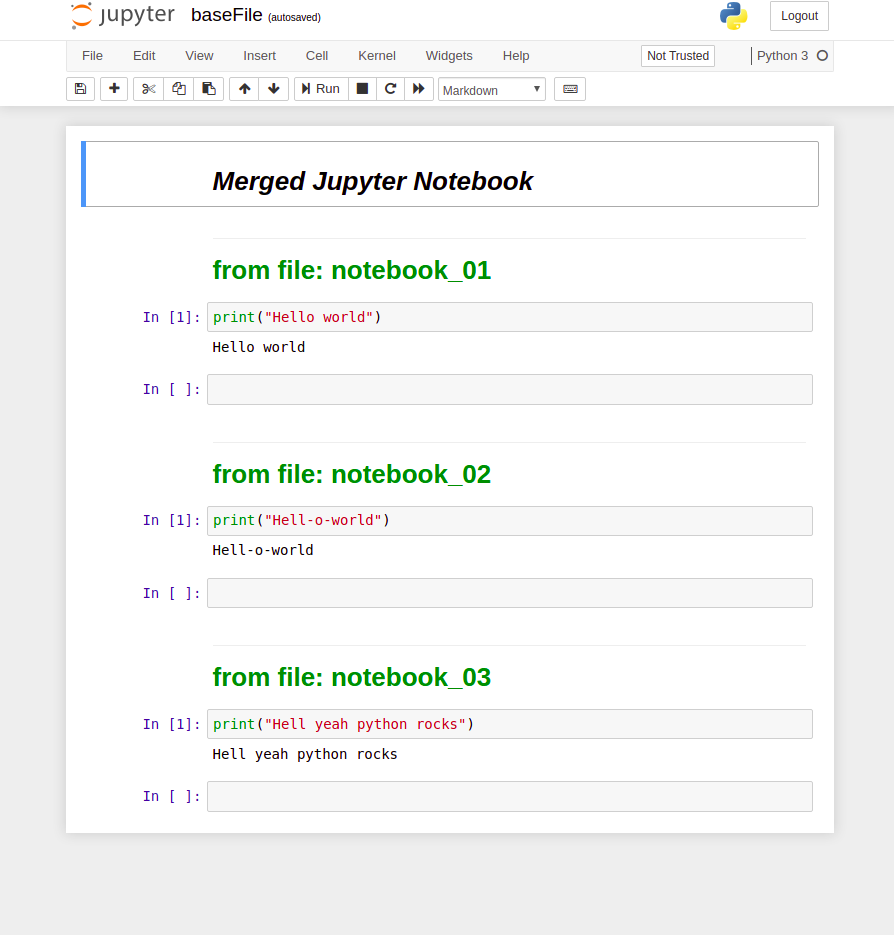 jupyter baseFile (autosaved) Logout
File Edit View Insert Cell Kernel Widgets Help Not Trusted Python 3
Run Markdown
Merged Jupyter Notebook
from file: notebook_01
In [1]: print("Hello world")
Hello world
In [ ]:
from file: notebook_02
In [1]: print("Hell-o-world")
Hell-o-world
In [ ]:
from file: notebook_03
In [1]: print("Hell yeah python rocks")
Hell yeah python rocks
In [ ]: